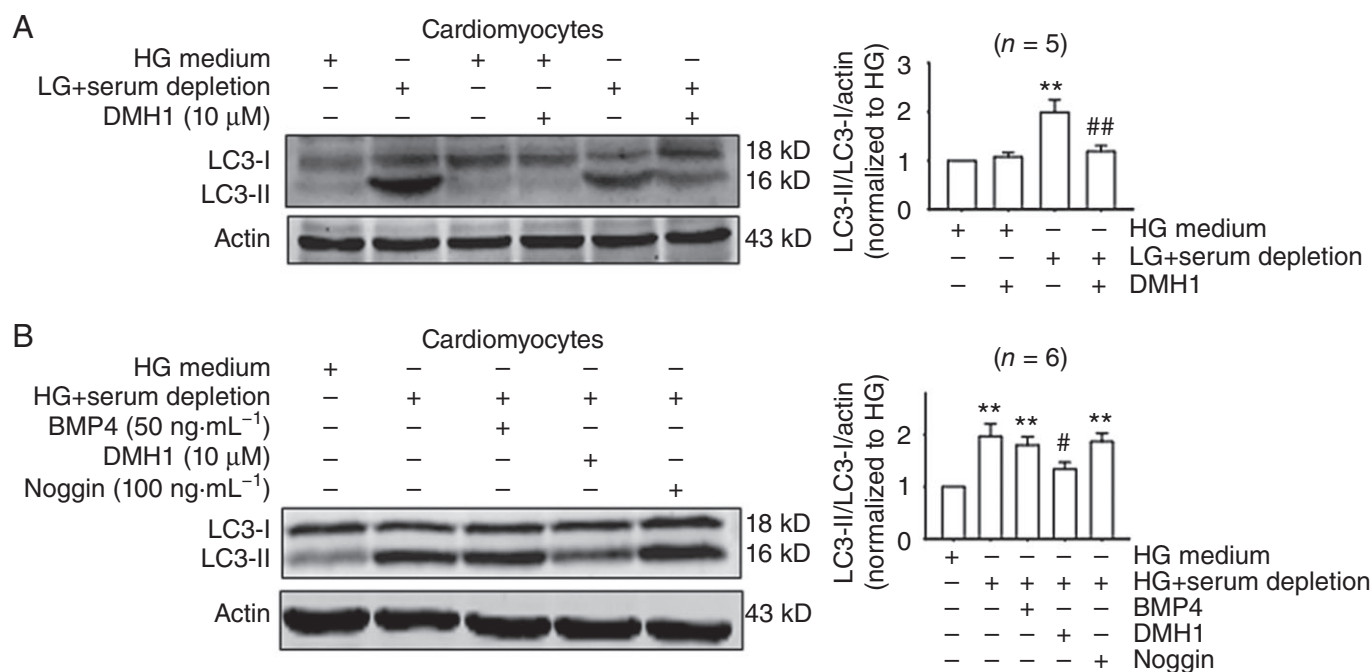 A
Cardiomyocytes
HG medium + − + + − −
LG+serum depletion − + − − + +
DMH1 (10 µM) − − − + − +
LC3-I 18 kD
LC3-II 16 kD
Actin 43 kD
(n = 5)
LC3-II/LC3-I/actin
(normalized to HG)
3
2
1
0
**
##
+ + − − HG medium
− − + + LG+serum depletion
− + − + DMH1
B
Cardiomyocytes
HG medium + − − − −
HG+serum depletion − + + + +
BMP4 (50 ng·mL⁻¹) − − + − −
DMH1 (10 µM) − − − + −
Noggin (100 ng·mL⁻¹) − − − − +
LC3-I 18 kD
LC3-II 16 kD
Actin 43 kD
(n = 6)
LC3-II/LC3-I/actin
(normalized to HG)
2
1
0
** ** # **
+ − − − − HG medium
− + + + + HG+serum depletion
− − + − − BMP4
− − − + − DMH1
− − − − + Noggin